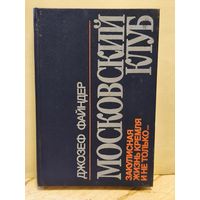 ДЖОЗЕФ ФАЙНДЕР
МОСКОВСКИЙ
КЛУБ
ЗАКУЛИСНАЯ
ЖИЗНЬ КРЕМЛЯ
И НЕ ТОЛЬКО...